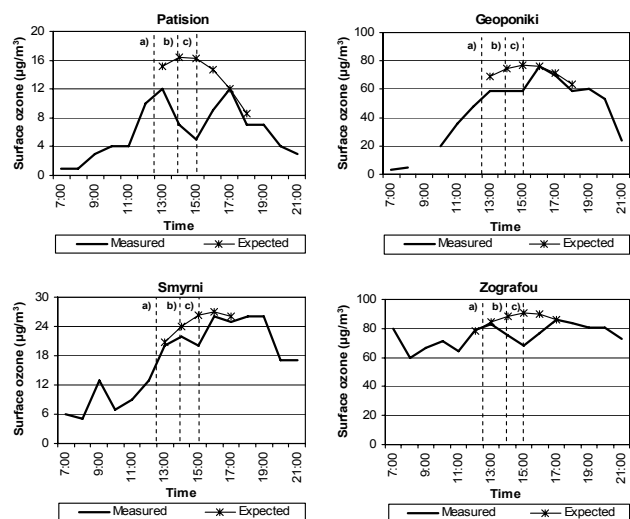 Patision
Surface ozone (µg/m³)
20
16
12
8
4
0
a)
b)
c)
7:00
9:00
11:00
13:00
15:00
17:00
19:00
21:00
Time
Measured
Expected
Geoponiki
Surface ozone (µg/m³)
100
80
60
40
20
0
a)
b)
c)
7:00
9:00
11:00
13:00
15:00
17:00
19:00
21:00
Time
Measured
Expected
Smyrni
Surface ozone (µg/m³)
30
24
18
12
6
0
a)
b)
c)
7:00
9:00
11:00
13:00
15:00
17:00
19:00
21:00
Time
Measured
Expected
Zografou
Surface ozone (µg/m³)
100
80
60
40
20
0
a)
b)
c)
7:00
9:00
11:00
13:00
15:00
17:00
19:00
21:00
Time
Measured
Expected